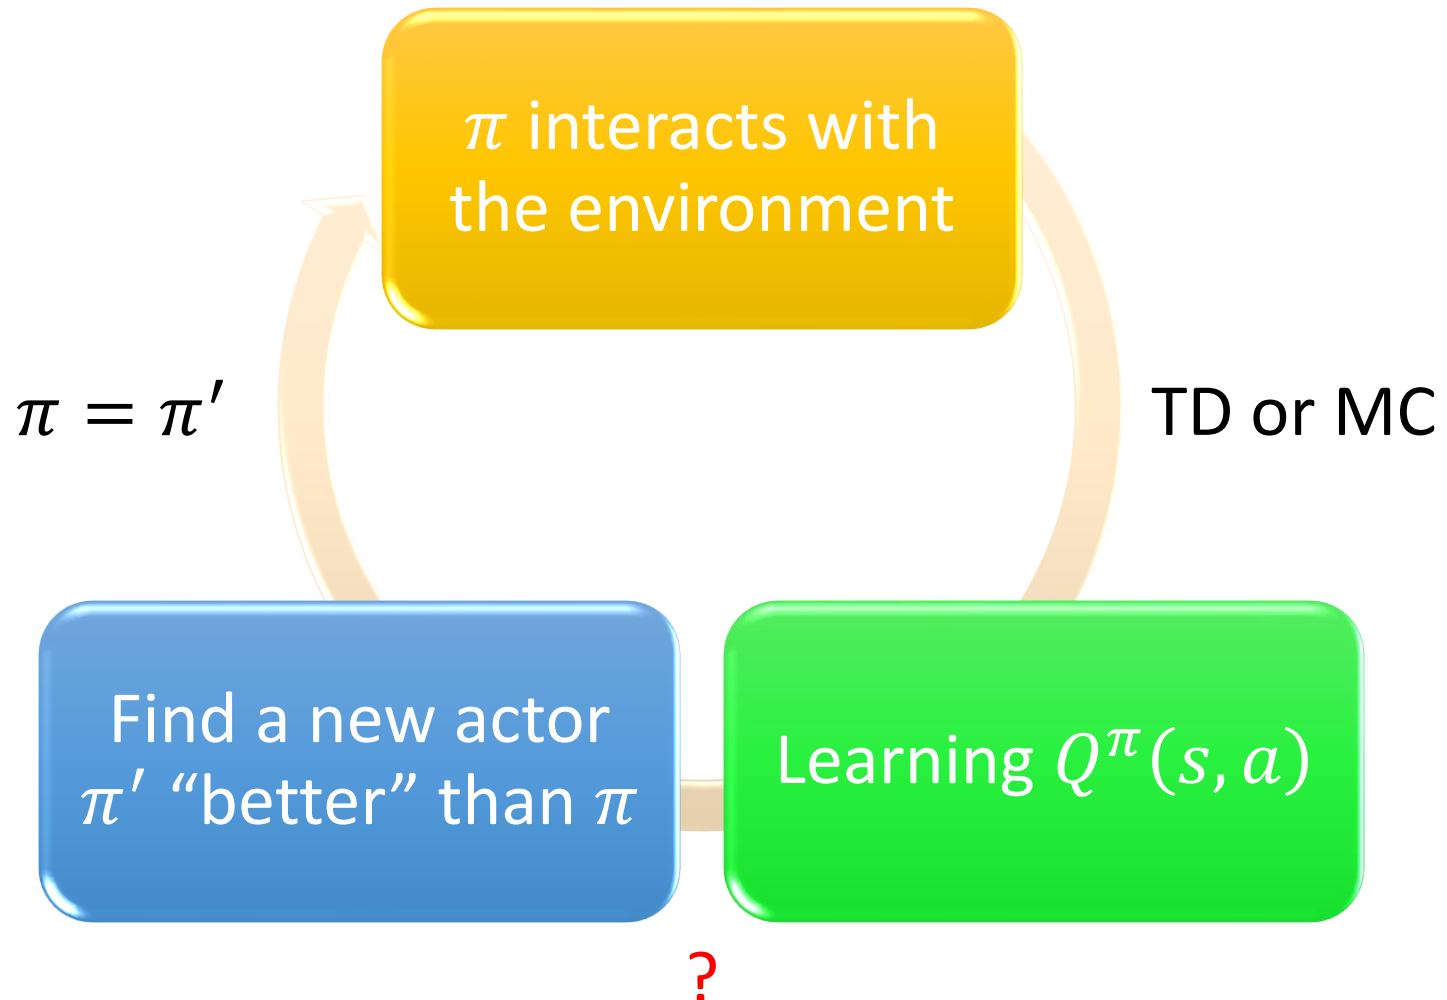 π interacts with
the environment
π = π′
TD or MC
Find a new actor
π′ “better” than π
Learning Q^π(s, a)
?